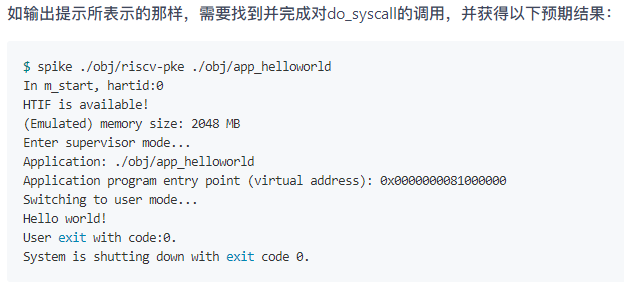 如输出提示所表示的那样，需要找到并完成对do_syscall的调用，并获得以下预期结果：
$ spike ./obj/riscv-pke ./obj/app_helloworld
In m_start, hartid:0
HTIF is available!
(Emulated) memory size: 2048 MB
Enter supervisor mode...
Application: ./obj/app_helloworld
Application program entry point (virtual address): 0x0000000081000000
Switching to user mode...
Hello world!
User exit with code:0.
System is shutting down with exit code 0.